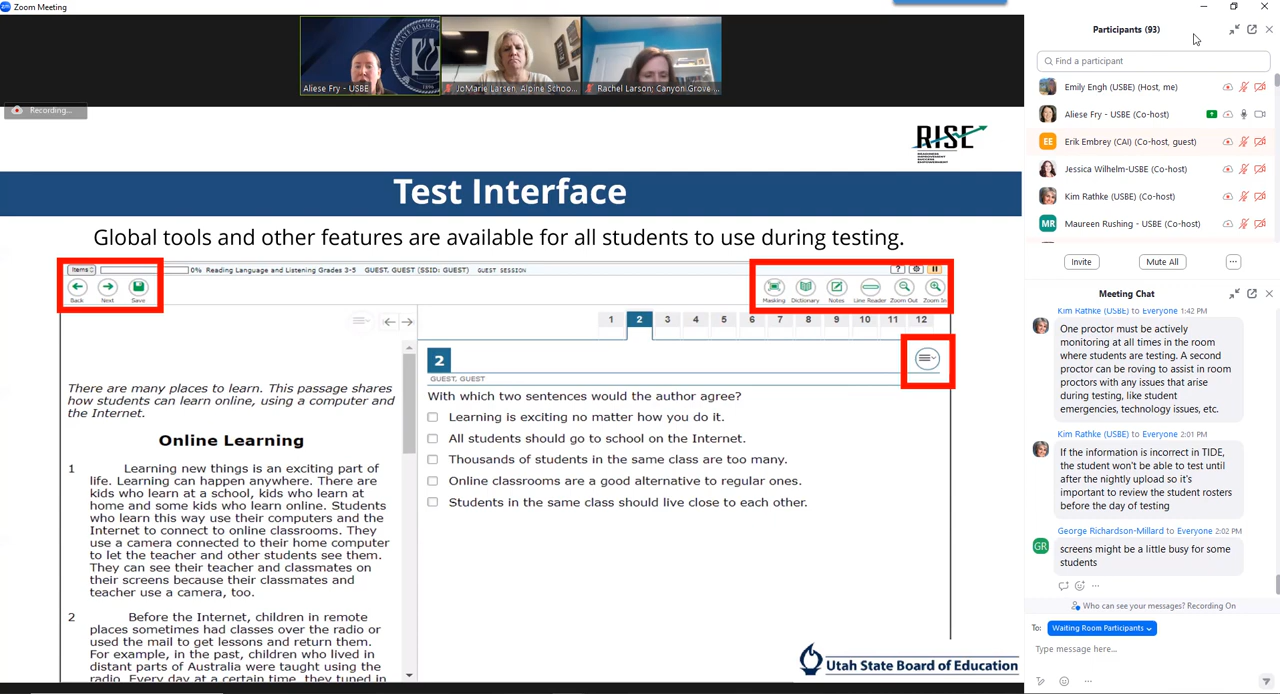 Zoom Meeting
Aliese Fry - USBE
JoMarie Larsen, Alpine Schoo...
Rachel Larson; Canyon Grove ...
Recording...
RISE
Test Interface
Global tools and other features are available for all students to use during testing.
Items
0% Reading Language and Listening Grades 3-5 GUEST, GUEST (SSID: GUEST) GUEST SESSION
Back Next Save
Masking Dictionary Notes Line Reader Zoom Out Zoom In
1 2 3 4 5 6 7 8 9 10 11 12
There are many places to learn. This passage shares
how students can learn online, using a computer and
the Internet.
Online Learning
1 Learning new things is an exciting part of
life. Learning can happen anywhere. There are
kids who learn at a school, kids who learn at
home and some kids who learn online. Students
who learn this way use their computers and the
Internet to connect to online classrooms. They
use a camera connected to their home computer
to let the teacher and other students see them.
They can see their teacher and classmates on
their screens because their classmates and
teacher use a camera, too.
2 Before the Internet, children in remote
places sometimes had classes over the radio or
used the mail to get lessons and return them.
For example, in the past, children who lived in
distant parts of Australia were taught using the
radio. Every day at a certain time, they tuned in
2
GUEST, GUEST
With which two sentences would the author agree?
Learning is exciting no matter how you do it.
All students should go to school on the Internet.
Thousands of students in the same class are too many.
Online classrooms are a good alternative to regular ones.
Students in the same class should live close to each other.
Utah State Board of Education
Participants (93)
Find a participant
Emily Engh (USBE) (Host, me)
Aliese Fry - USBE (Co-host)
EE Erik Embrey (CAI) (Co-host, guest)
Jessica Wilhelm-USBE (Co-host)
Kim Rathke (USBE) (Co-host)
MR Maureen Rushing - USBE (Co-host)
Invite Mute All ...
Meeting Chat
Kim Rathke (USBE) to Everyone 1:42 PM
One proctor must be actively
monitoring at all times in the room
where students are testing. A second
proctor can be roving to assist in room
proctors with any issues that arise
during testing, like student
emergencies, technology issues, etc.
Kim Rathke (USBE) to Everyone 2:01 PM
If the information is incorrect in TIDE,
the student won't be able to test until
after the nightly upload so it's
important to review the student rosters
before the day of testing
George Richardson-Millard to Everyone 2:02 PM
GR
screens might be a little busy for some
students
Who can see your messages? Recording On
To: Waiting Room Participants
Type message here...